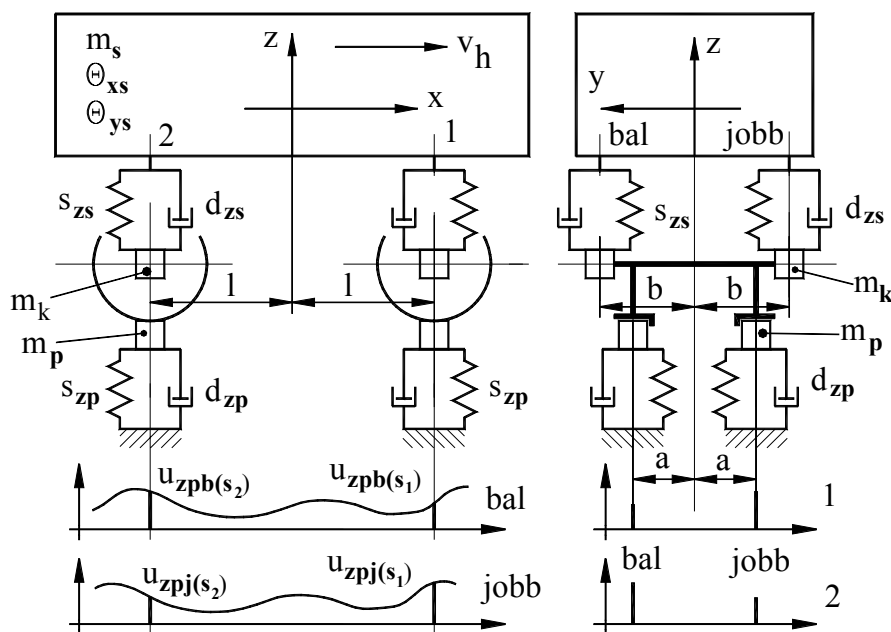 m_s
Θ_xs
Θ_ys
z
v_h
x
2
1
z
y
bal
jobb
s_zs
d_zs
s_zs
d_zs
m_k
l
l
b
b
m_k
m_p
m_p
s_zp
d_zp
s_zp
d_zp
a
a
u_zpb(s_2)
u_zpb(s_1)
bal
1
u_zpj(s_2)
u_zpj(s_1)
jobb
bal
jobb
2